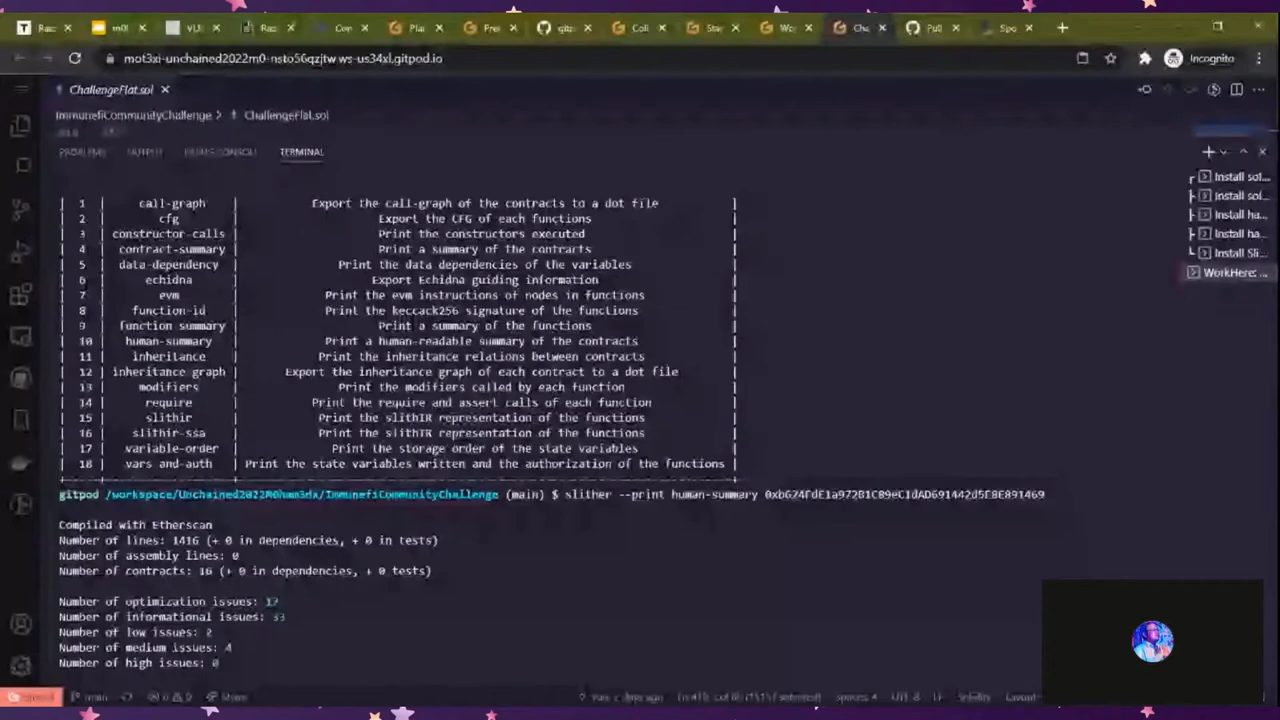 Incognito
mot3xi-unchained2022m0-nsto56qzjtw ws-us34xl.gitpod.io
ChallengeFlat.sol
ImmunefiCommunityChallenge > ChallengeFlat.sol
PROBLEMS OUTPUT DEBUG CONSOLE TERMINAL
| 1 | call-graph | Export the call-graph of the contracts to a dot file |
| 2 | cfg | Export the CFG of each functions |
| 3 | constructor-calls | Print the constructors executed |
| 4 | contract-summary | Print a summary of the contracts |
| 5 | data-dependency | Print the data dependencies of the variables |
| 6 | echidna | Export Echidna guiding information |
| 7 | evm | Print the evm instructions of nodes in functions |
| 8 | function-id | Print the keccack256 signature of the functions |
| 9 | function summary | Print a summary of the functions |
| 10 | human-summary | Print a human-readable summary of the contracts |
| 11 | inheritance | Print the inheritance relations between contracts |
| 12 | inheritance graph | Export the inheritance graph of each contract to a dot file |
| 13 | modifiers | Print the modifiers called by each function |
| 14 | require | Print the require and assert calls of each function |
| 15 | slithir | Print the slithIR representation of the functions |
| 16 | slithir-ssa | Print the slithIR representation of the functions |
| 17 | variable-order | Print the storage order of the state variables |
| 18 | vars and-auth | Print the state variables written and the authorization of the functions |
gitpod (main) $ slither --print human-summary
Compiled with Etherscan
Number of lines: 1416 (+ 0 in dependencies, + 0 in tests)
Number of assembly lines: 0
Number of contracts: 16 (+ 0 in dependencies, + 0 tests)
Number of optimization issues:
Number of informational issues: 33
Number of low issues: 2
Number of medium issues: 4
Number of high issues: 0
Install sol...
Install sol...
Install ha...
Install ha...
Install Sli...
WorkHere: ...
main
Share